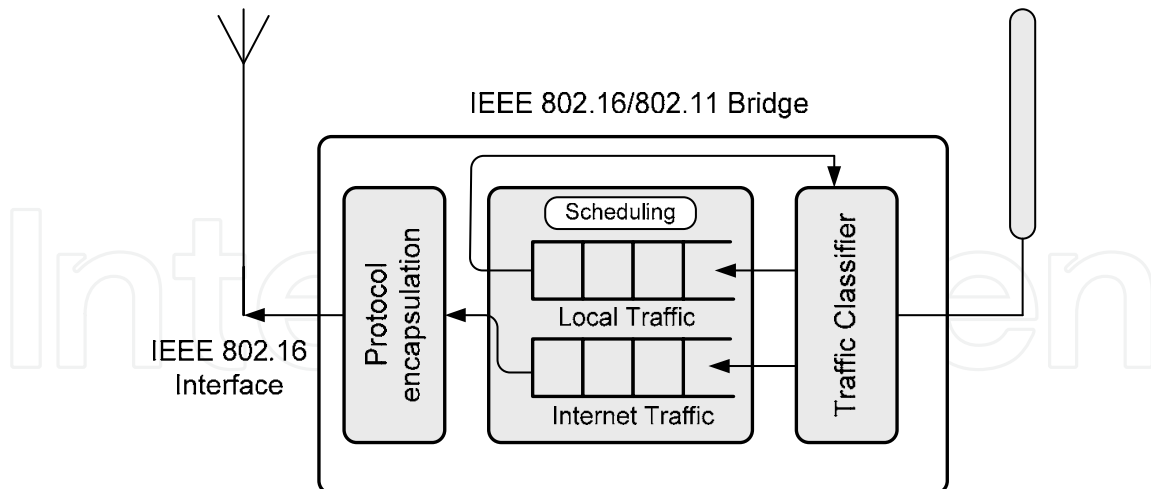 IEEE 802.16/802.11 Bridge
Scheduling
Local Traffic
Internet Traffic
Protocol
encapsulation
Traffic Classifier
IEEE 802.16
Interface